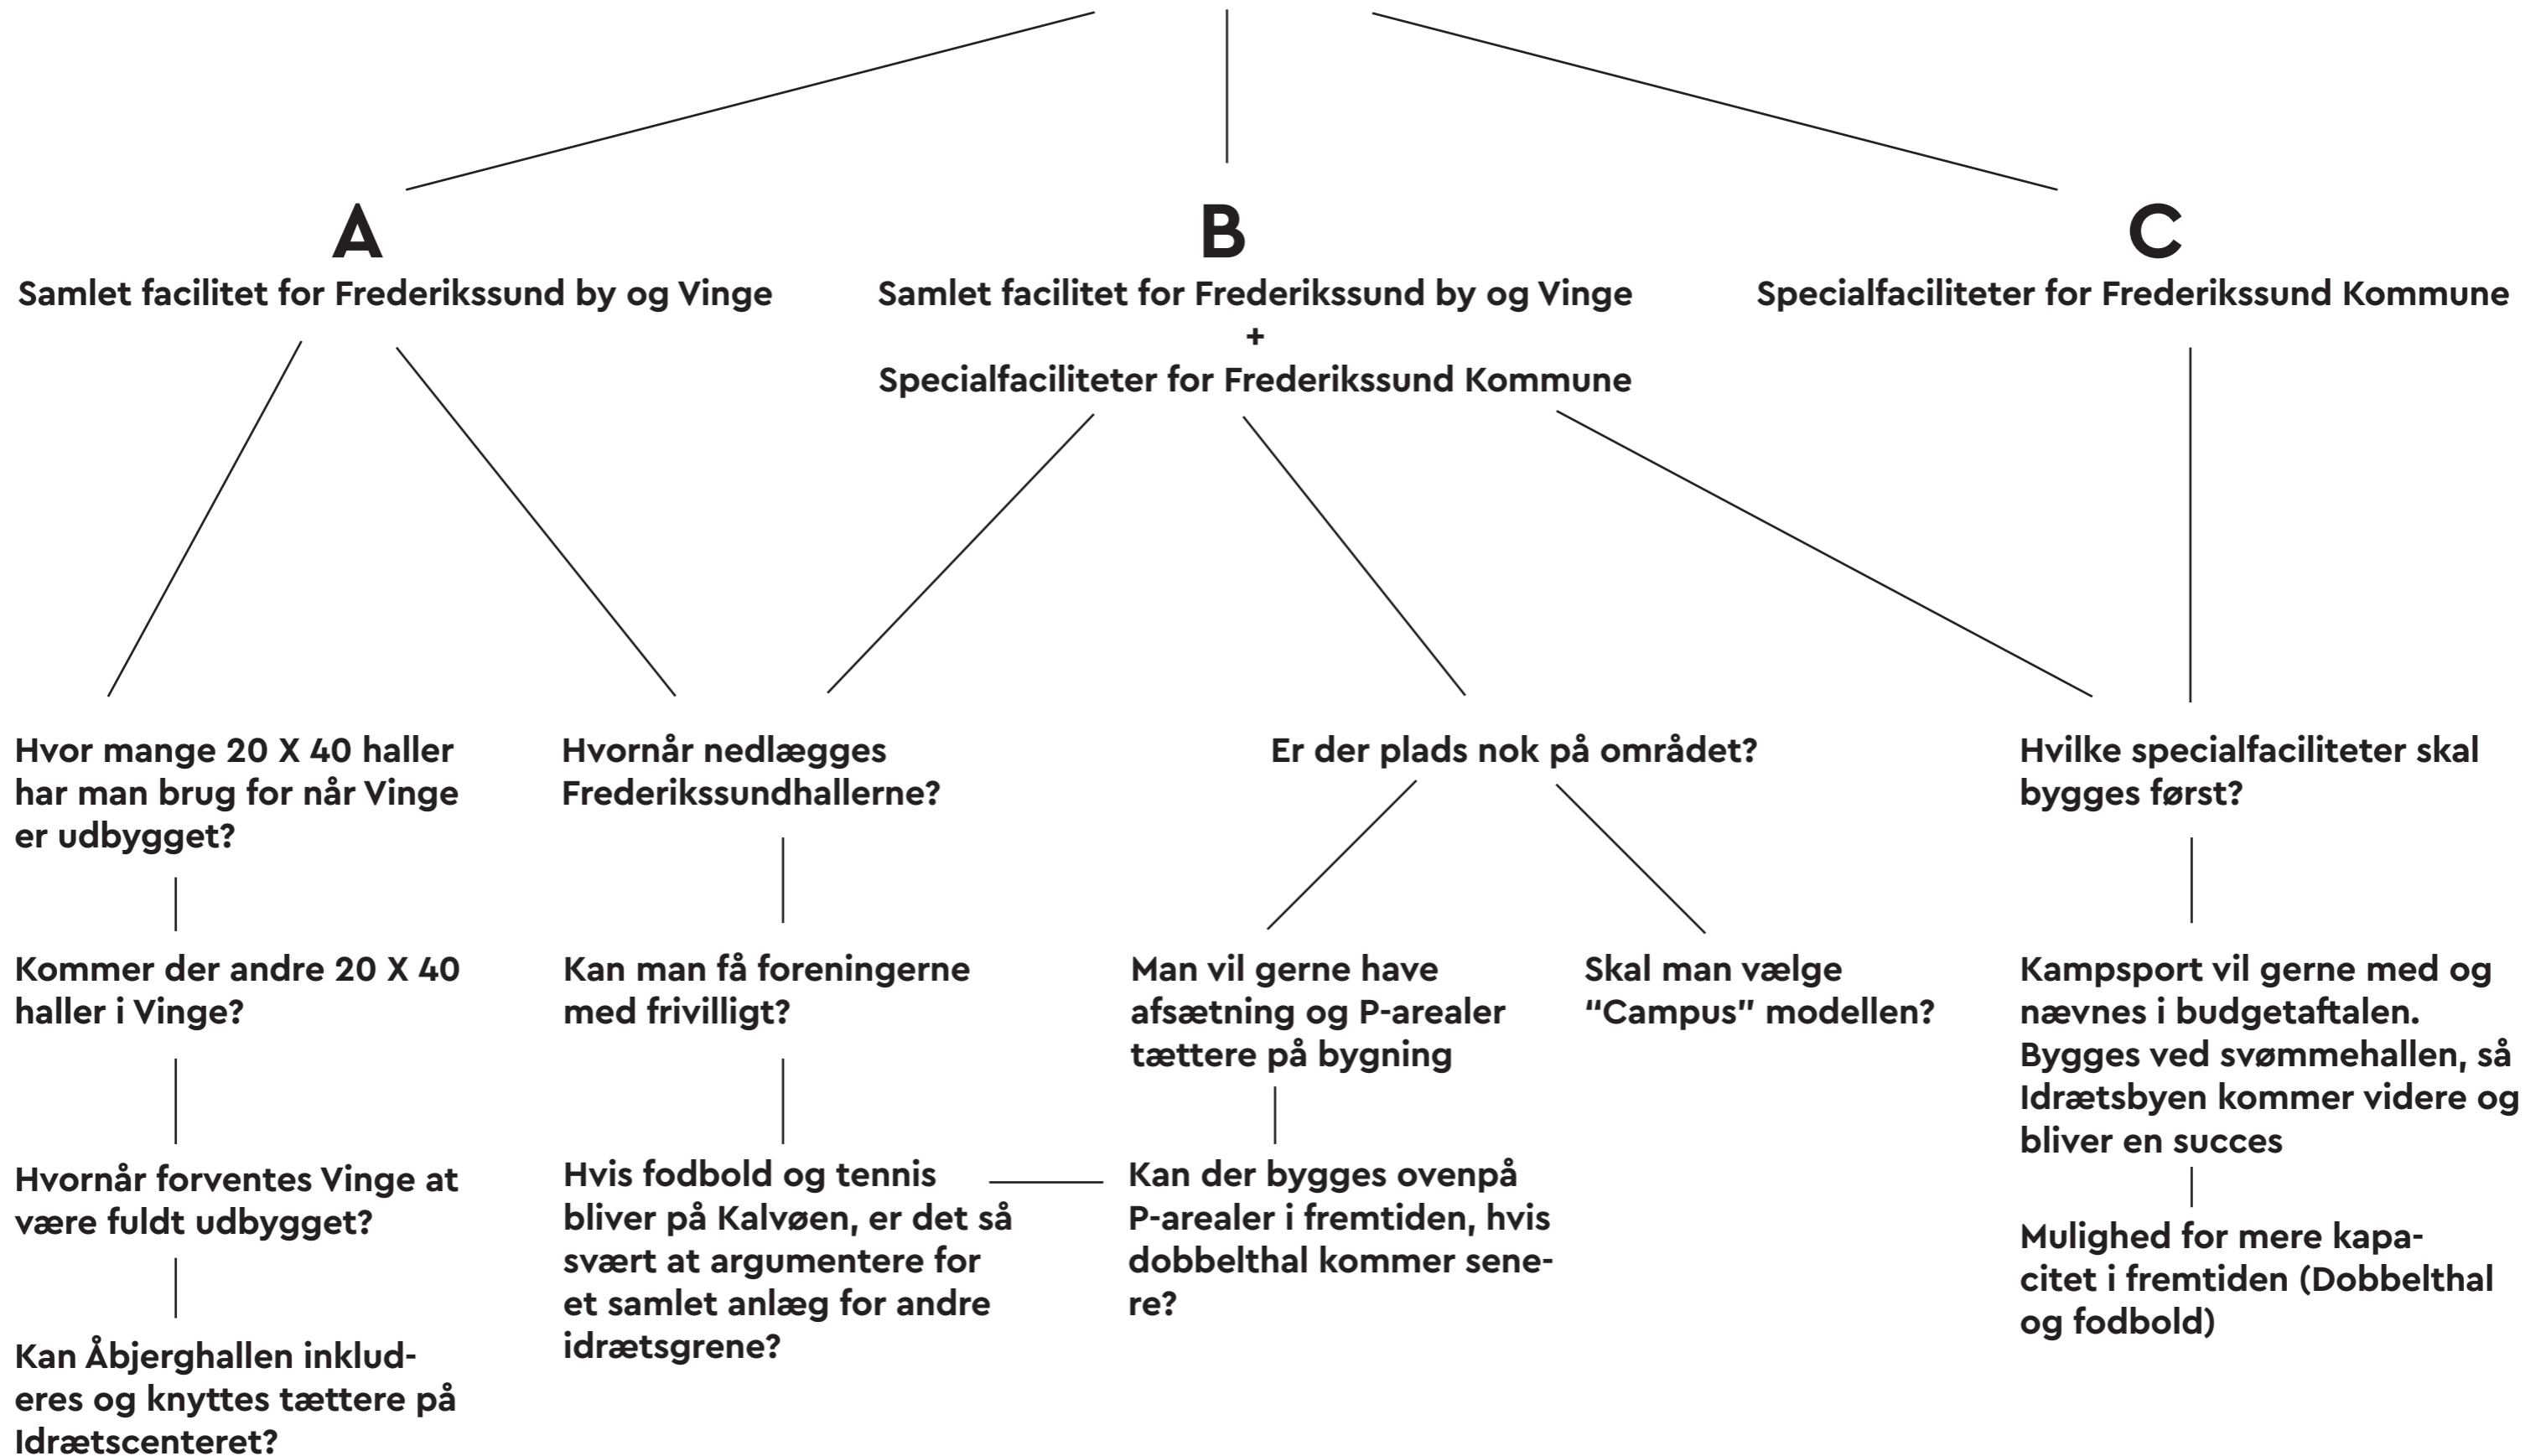 A
Samlet facilitet for Frederikssund by og Vinge
B
Samlet facilitet for Frederikssund by og Vinge
+
Specialfaciliteter for Frederikssund Kommune
C
Specialfaciliteter for Frederikssund Kommune
Hvor mange 20 X 40 haller
har man brug for når Vinge
er udbygget?
Kommer der andre 20 X 40
haller i Vinge?
Hvornår forventes Vinge at
være fuldt udbygget?
Kan Åbjerghallen inklud-
eres og knyttes tættere på
Idrætscenteret?
Hvornår nedlægges
Frederikssundhallerne?
Kan man få foreningerne
med frivilligt?
Hvis fodbold og tennis
bliver på Kalvøen, er det så
svært at argumentere for
et samlet anlæg for andre
idrætsgrene?
Er der plads nok på området?
Man vil gerne have
afsætning og P-arealer
tættere på bygning
Kan der bygges ovenpå
P-arealer i fremtiden, hvis
dobbelthal kommer sene-
re?
Skal man vælge
“Campus” modellen?
Hvilke specialfaciliteter skal
bygges først?
Kampsport vil gerne med og
nævnes i budgetaftalen.
Bygges ved svømmehallen, så
Idrætsbyen kommer videre og
bliver en succes
Mulighed for mere kapa-
citet i fremtiden (Dobbelthal
og fodbold)